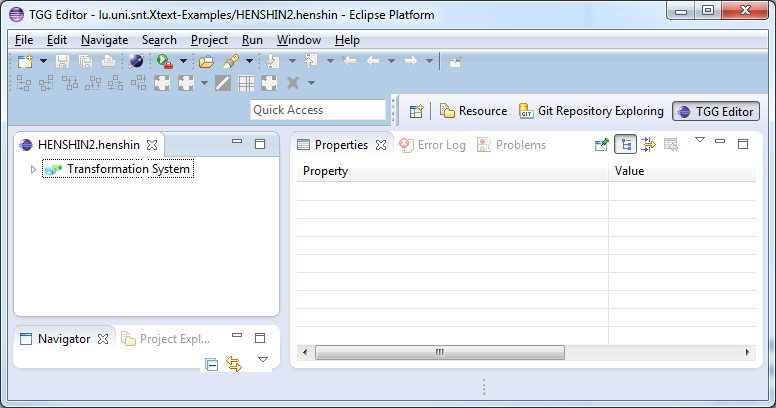 TGG Editor - lu.uni.snt.Xtext-Examples/HENSHIN2.henshin - Eclipse Platform
File Edit Navigate Search Project Run Window Help
Quick Access
Resource GIT Git Repository Exploring TGG Editor
HENSHIN2.henshin
Properties Error Log Problems
Transformation System
Property Value
Navigator Project Expl...